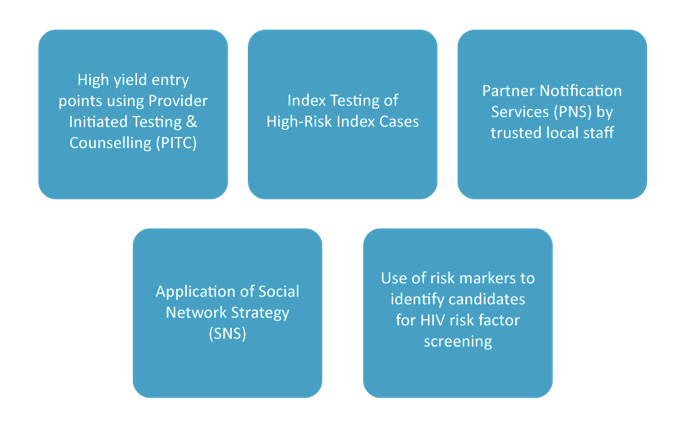 High yield entry
points using Provider
Initiated Testing &
Counselling (PITC)
Index Testing of
High-Risk Index Cases
Partner Notification
Services (PNS) by
trusted local staff
Application of Social
Network Strategy
(SNS)
Use of risk markers to
identify candidates
for HIV risk factor
screening